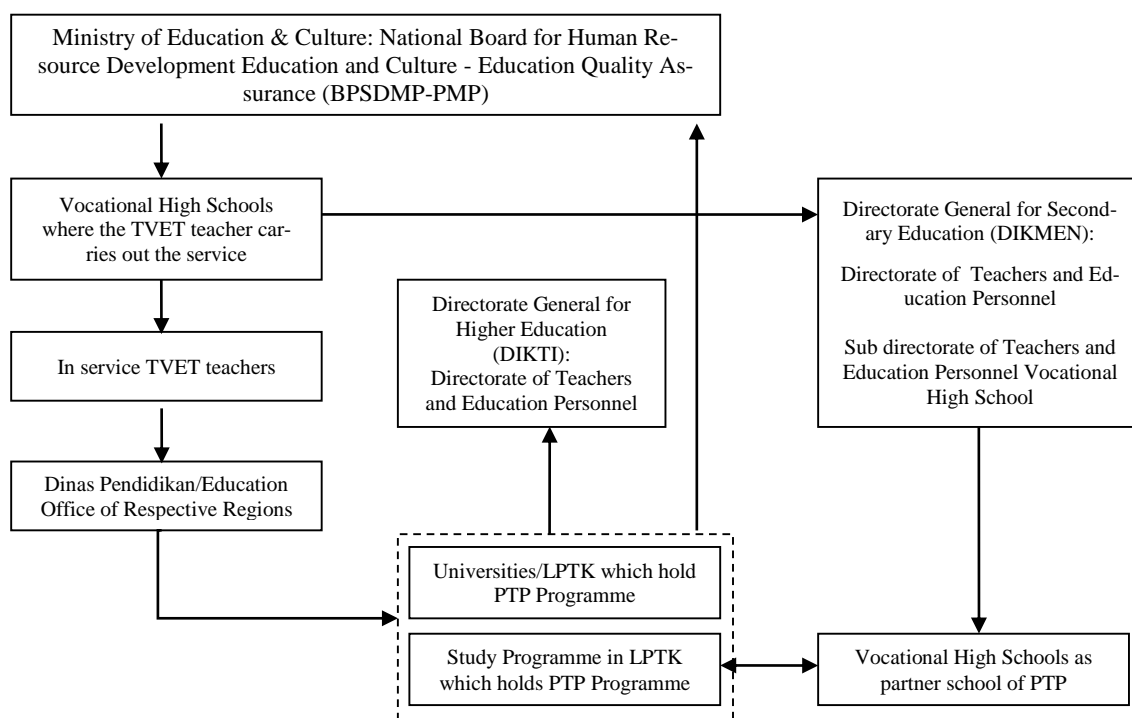 Ministry of Education & Culture: National Board for Human Re-
source Development Education and Culture - Education Quality As-
surance (BPSDMP-PMP)
Vocational High Schools
where the TVET teacher car-
ries out the service
Directorate General for Second-
ary Education (DIKMEN):
Directorate of Teachers and Ed-
ucation Personnel
Sub directorate of Teachers and
Education Personnel Vocational
High School
Directorate General for
Higher Education
(DIKTI):
Directorate of Teachers
and Education Personnel
In service TVET teachers
Dinas Pendidikan/Education
Office of Respective Regions
Universities/LPTK which hold
PTP Programme
Study Programme in LPTK
which holds PTP Programme
Vocational High Schools as
partner school of PTP